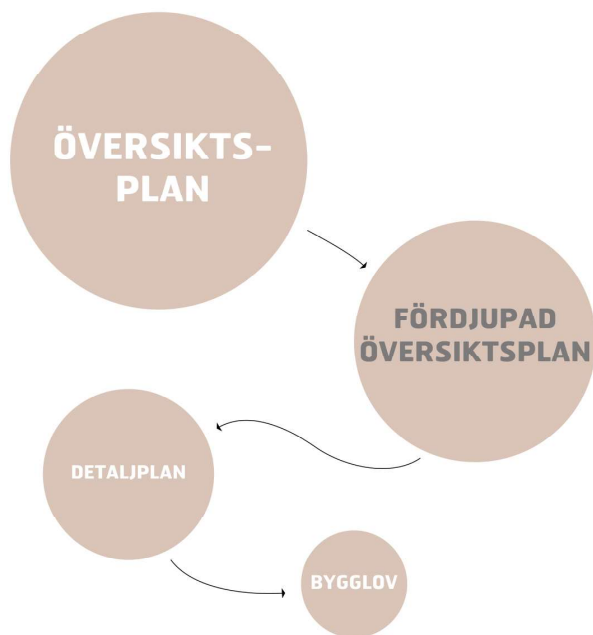 ÖVERSIKTS-
PLAN
FÖRDJUPAD
ÖVERSIKTSPLAN
DETALJPLAN
BYGGLOV